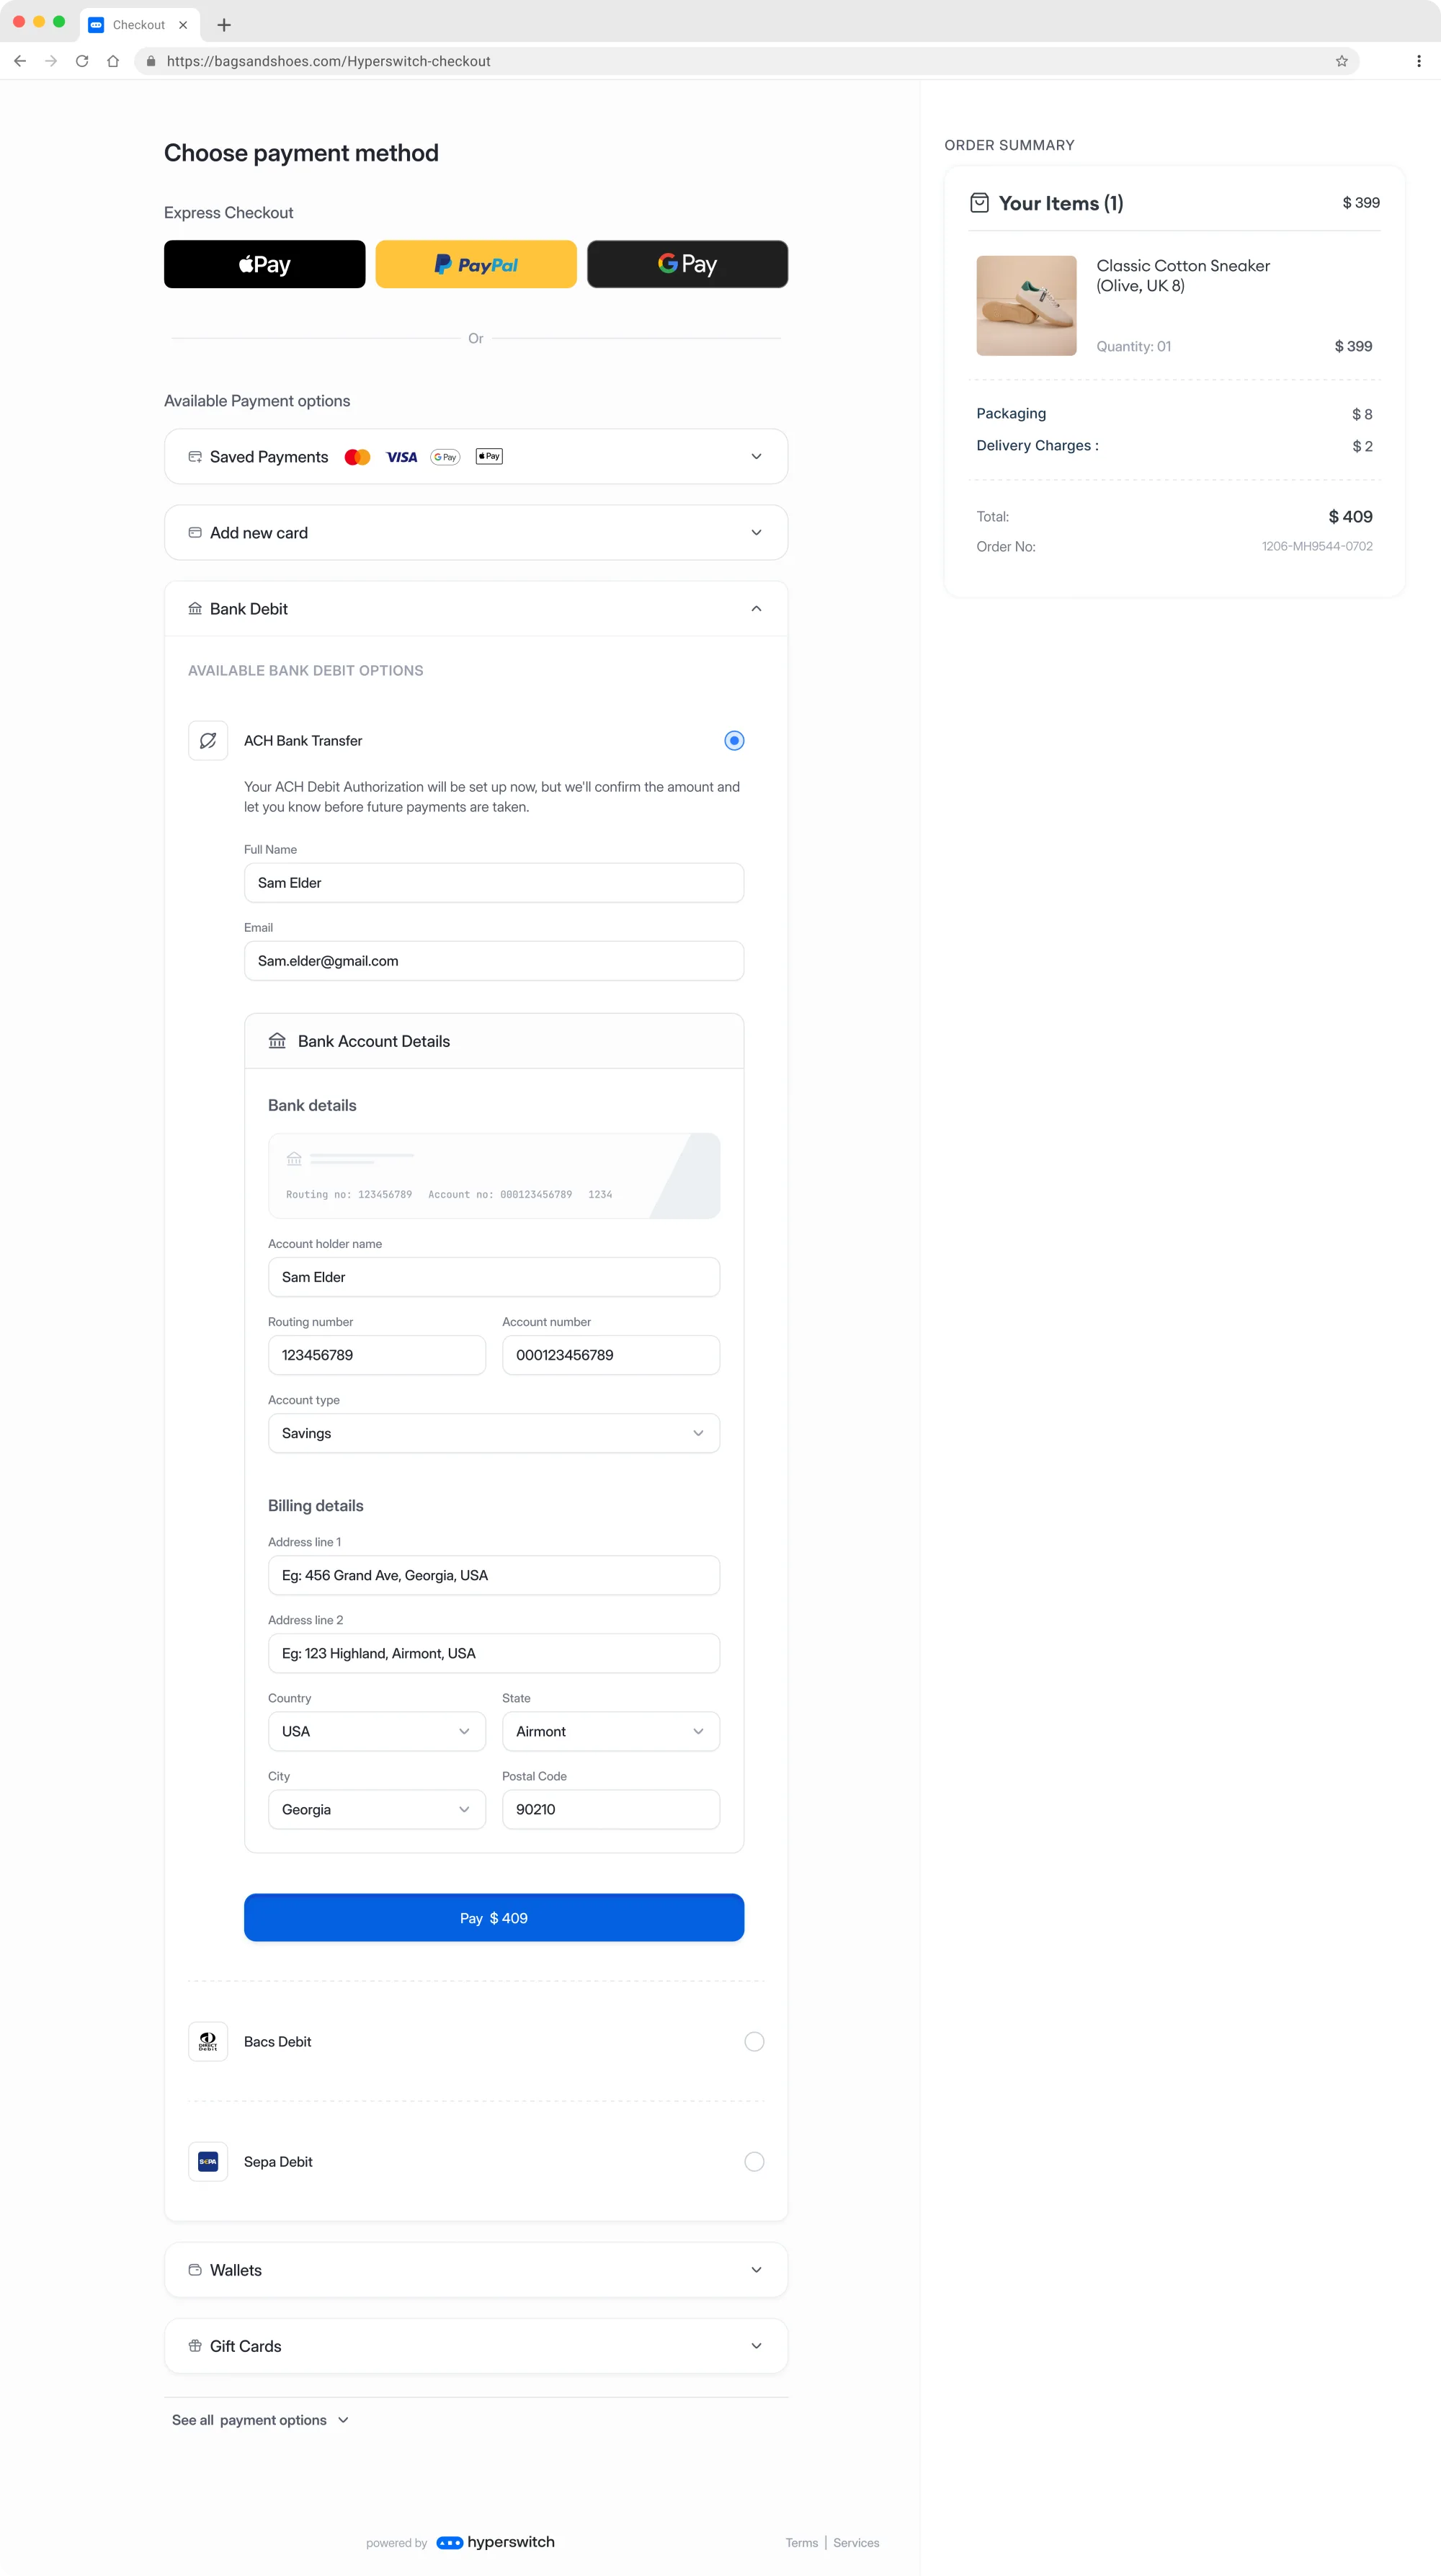 Checkout
https://bagsandshoes.com/Hyperswitch-checkout
Choose payment method
Express Checkout
Pay
PayPal
G Pay
Or
Available Payment options
Saved Payments VISA G Pay Pay
Add new card
Bank Debit
AVAILABLE BANK DEBIT OPTIONS
ACH Bank Transfer
Your ACH Debit Authorization will be set up now, but we'll confirm the amount and
let you know before future payments are taken.
Full Name
Sam Elder
Email
Sam.elder@gmail.com
Bank Account Details
Bank details
Routing no: 123456789 Account no: 000123456789 1234
Account holder name
Sam Elder
Routing number
123456789
Account number
000123456789
Account type
Savings
Billing details
Address line 1
Eg: 456 Grand Ave, Georgia, USA
Address line 2
Eg: 123 Highland, Airmont, USA
Country
USA
State
Airmont
City
Georgia
Postal Code
90210
Pay $ 409
DIRECT
Debit
Bacs Debit
SEPA
Sepa Debit
Wallets
Gift Cards
See all payment options
powered by hyperswitch
Terms | Services
ORDER SUMMARY
Your Items (1) $ 399
Classic Cotton Sneaker
(Olive, UK 8)
Quantity: 01 $ 399
Packaging $ 8
Delivery Charges : $ 2
Total: $ 409
Order No: 1206-MH9544-0702